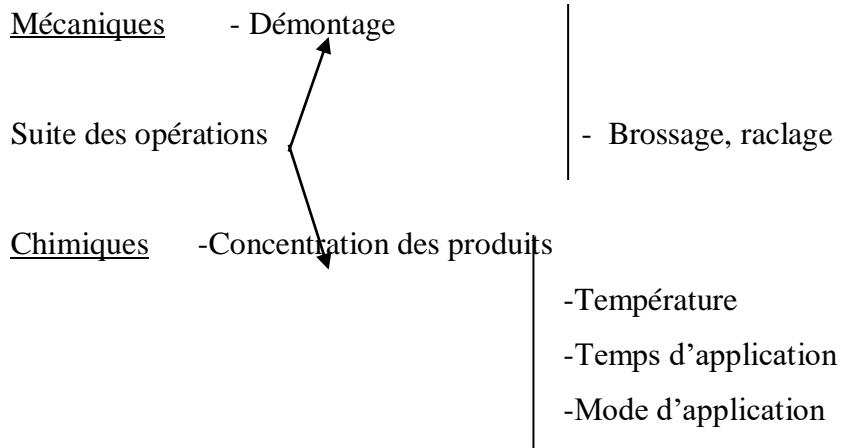 Mécaniques - Démontage
Suite des opérations - Brossage, raclage
Chimiques -Concentration des produits
-Température
-Temps d’application
-Mode d’application